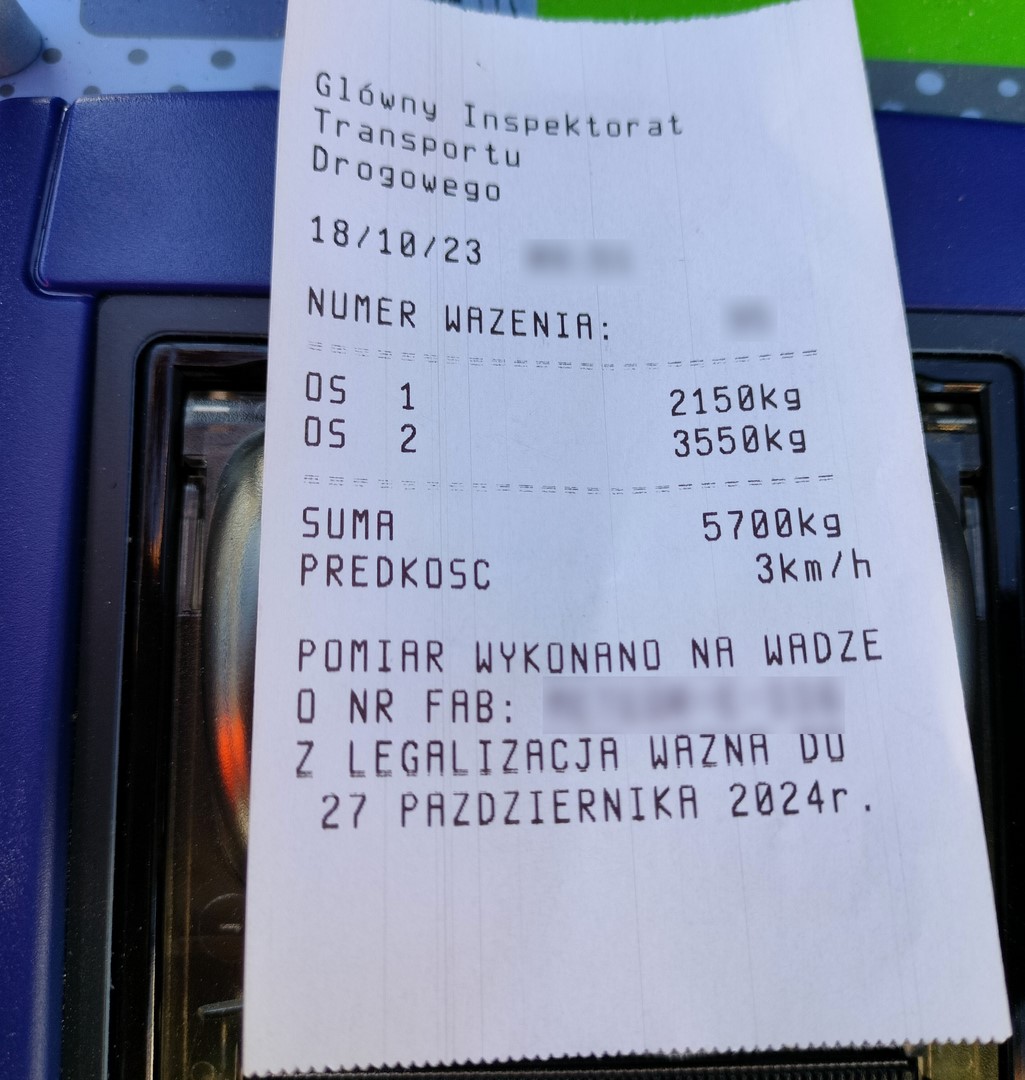 Glówny Inspektorat
Transportu
Drogowego
18/10/23
NUMER WAZENIA:
OS 1 2150kg
OS 2 3550kg
SUMA 5700kg
PREDKOSC 3km/h
POMIAR WYKONANO NA WADZE
O NR FAB:
Z LEGALIZACJA WAZNA DO
27 PAZDZIERNIKA 2024r.